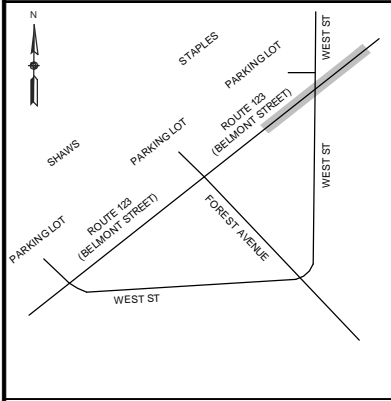 N
STAPLES
WEST ST
PARKING LOT
ROUTE 123
(BELMONT STREET)
PARKING LOT
SHAWS
WEST ST
ROUTE 123
(BELMONT STREET)
FOREST AVENUE
PARKING LOT
WEST ST